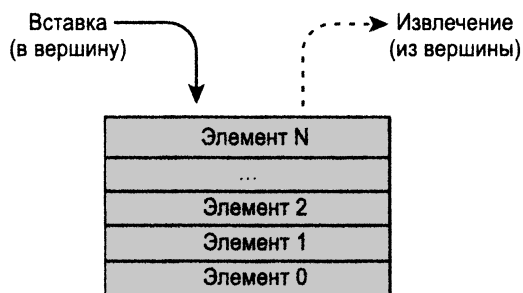 Вставка
(в вершину)
Извлечение
(из вершины)
Элемент N
...
Элемент 2
Элемент 1
Элемент 0